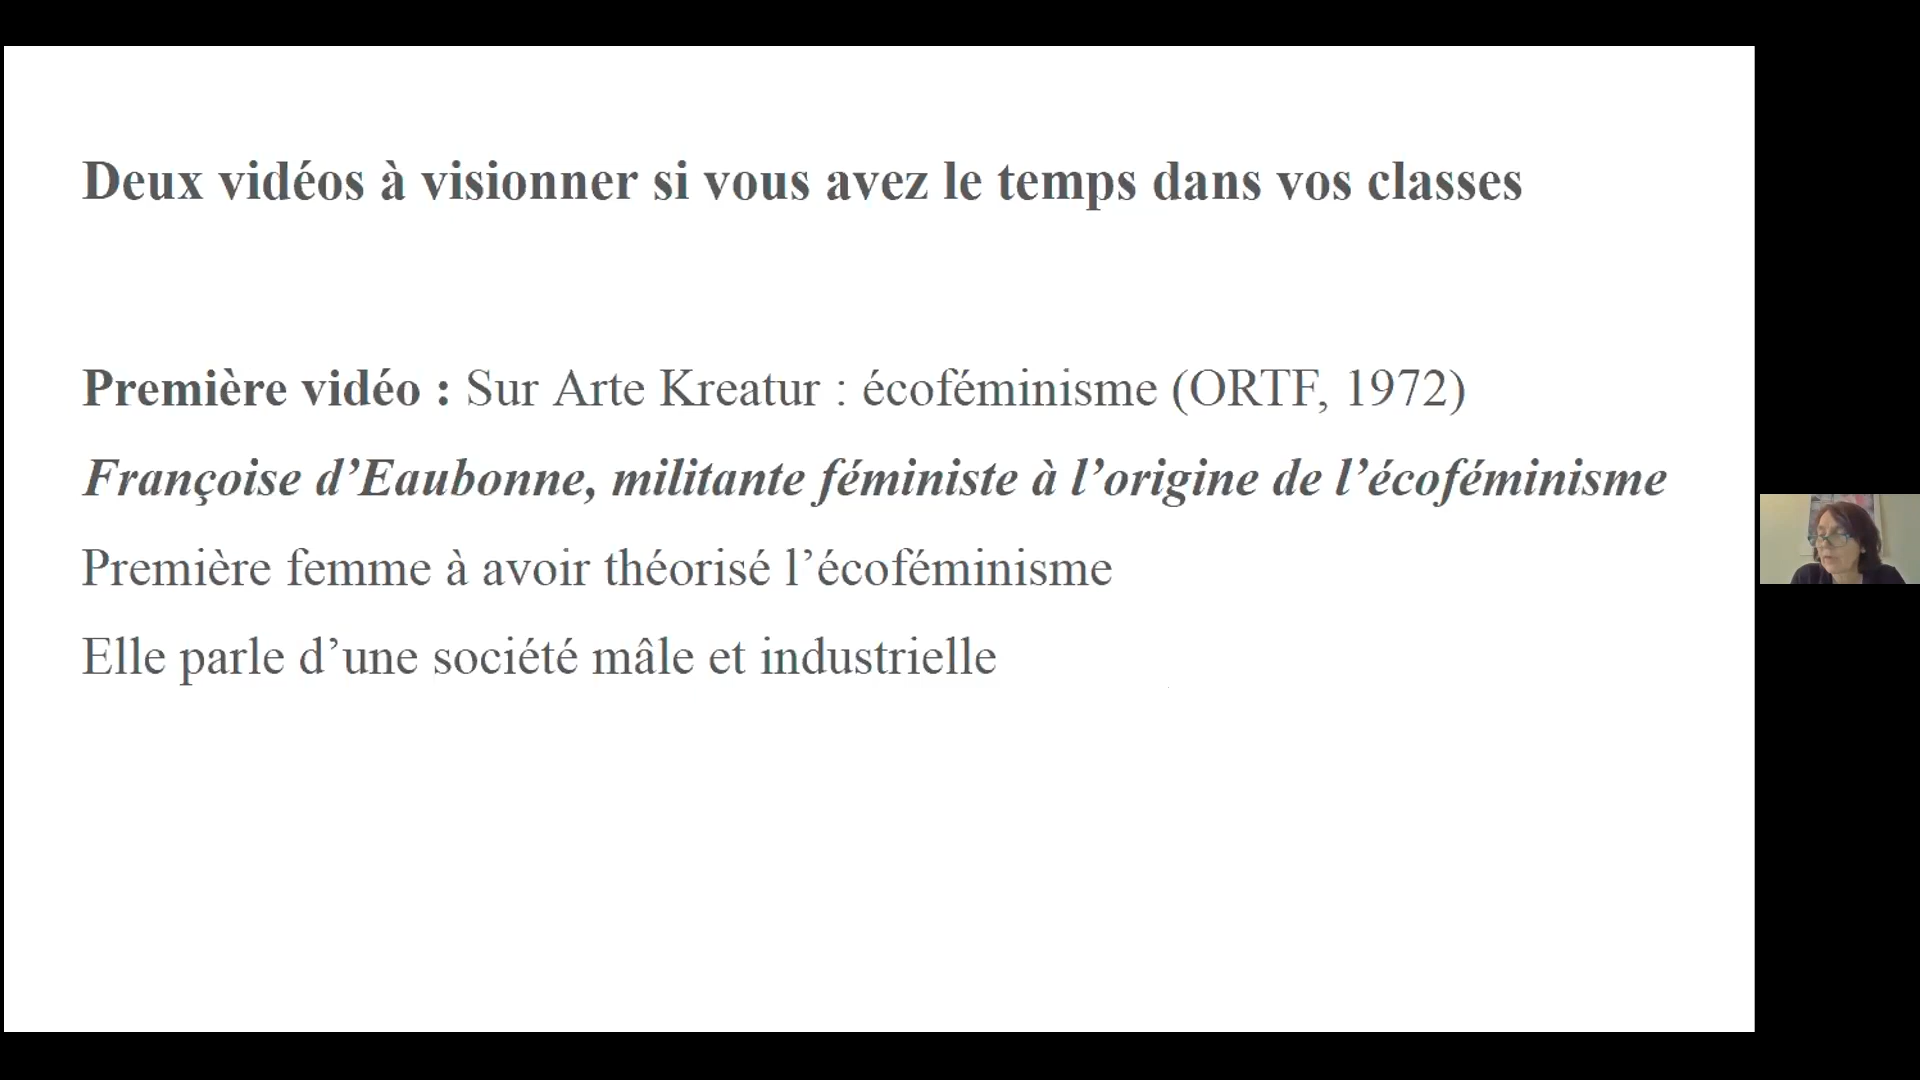 Deux vidéos à visionner si vous avez le temps dans vos classes
Première vidéo : Sur Arte Kreatur : écoféminisme (ORTF, 1972)
Françoise d’Eaubonne, militante féministe à l’origine de l’écoféminisme
Première femme à avoir théorisé l’écoféminisme
Elle parle d’une société mâle et industrielle